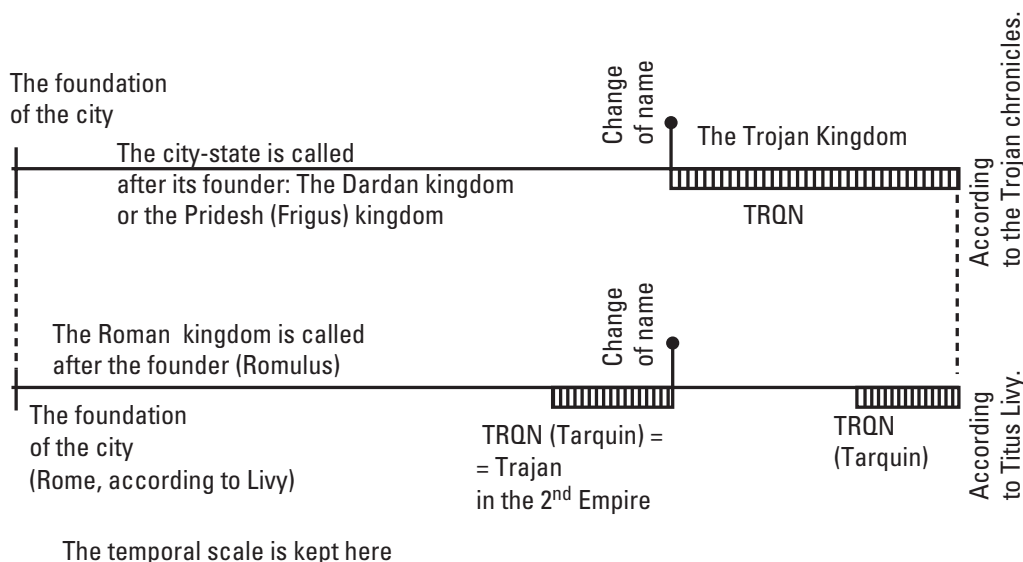 The foundation
of the city
The city-state is called
after its founder: The Dardan kingdom
or the Pridesh (Frigus) kingdom
Change
of name
The Trojan Kingdom
TRQN
According
to the Trojan chronicles.
The Roman kingdom is called
after the founder (Romulus)
Change
of name
The foundation
of the city
(Rome, according to Livy)
TRQN (Tarquin) =
= Trajan
in the 2nd Empire
TRQN
(Tarquin)
According
to Titus Livy.
The temporal scale is kept here